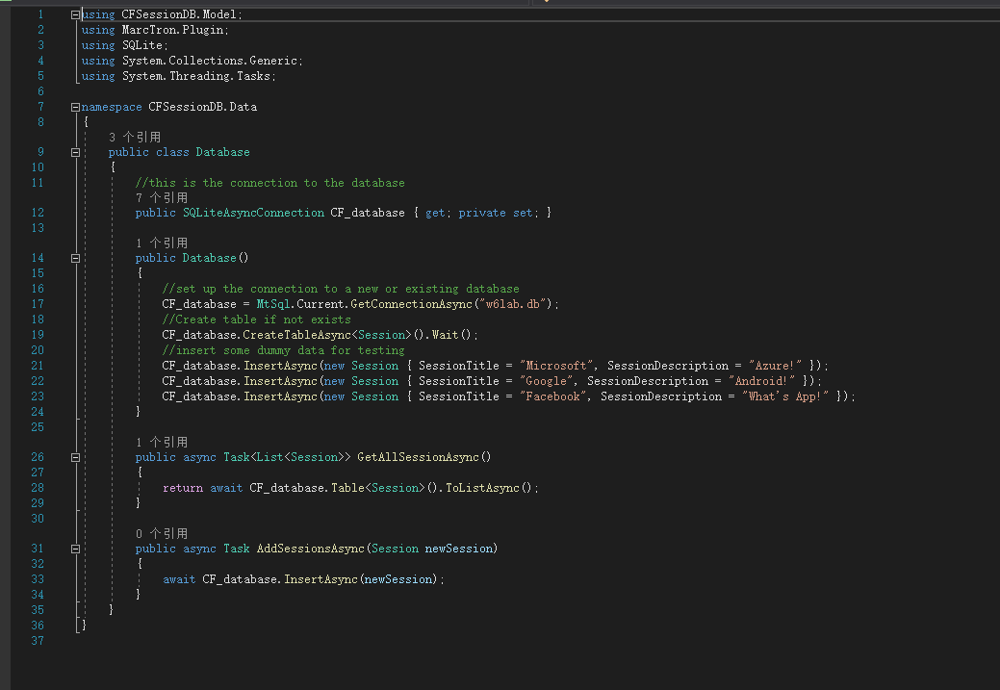 1 using CFSessionDB.Model;
2 using MarcTron.Plugin;
3 using SQLite;
4 using System.Collections.Generic;
5 using System.Threading.Tasks;
6
7 namespace CFSessionDB.Data
8 {
3 个引用
9 public class Database
10 {
11 //this is the connection to the database
7 个引用
12 public SQLiteAsyncConnection CF_database { get; private set; }
13
1 个引用
14 public Database()
15 {
16 //set up the connection to a new or existing database
17 CF_database = MtSql.Current.GetConnectionAsync("w6lab.db");
18 //Create table if not exists
19 CF_database.CreateTableAsync<Session>().Wait();
20 //insert some dummy data for testing
21 CF_database.InsertAsync(new Session { SessionTitle = "Microsoft", SessionDescription = "Azure!" });
22 CF_database.InsertAsync(new Session { SessionTitle = "Google", SessionDescription = "Android!" });
23 CF_database.InsertAsync(new Session { SessionTitle = "Facebook", SessionDescription = "What's App!" });
24 }
25
1 个引用
26 public async Task<List<Session>> GetAllSessionAsync()
27 {
28 return await CF_database.Table<Session>().ToListAsync();
29 }
30
0 个引用
31 public async Task AddSessionsAsync(Session newSession)
32 {
33 await CF_database.InsertAsync(newSession);
34 }
35 }
36 }
37